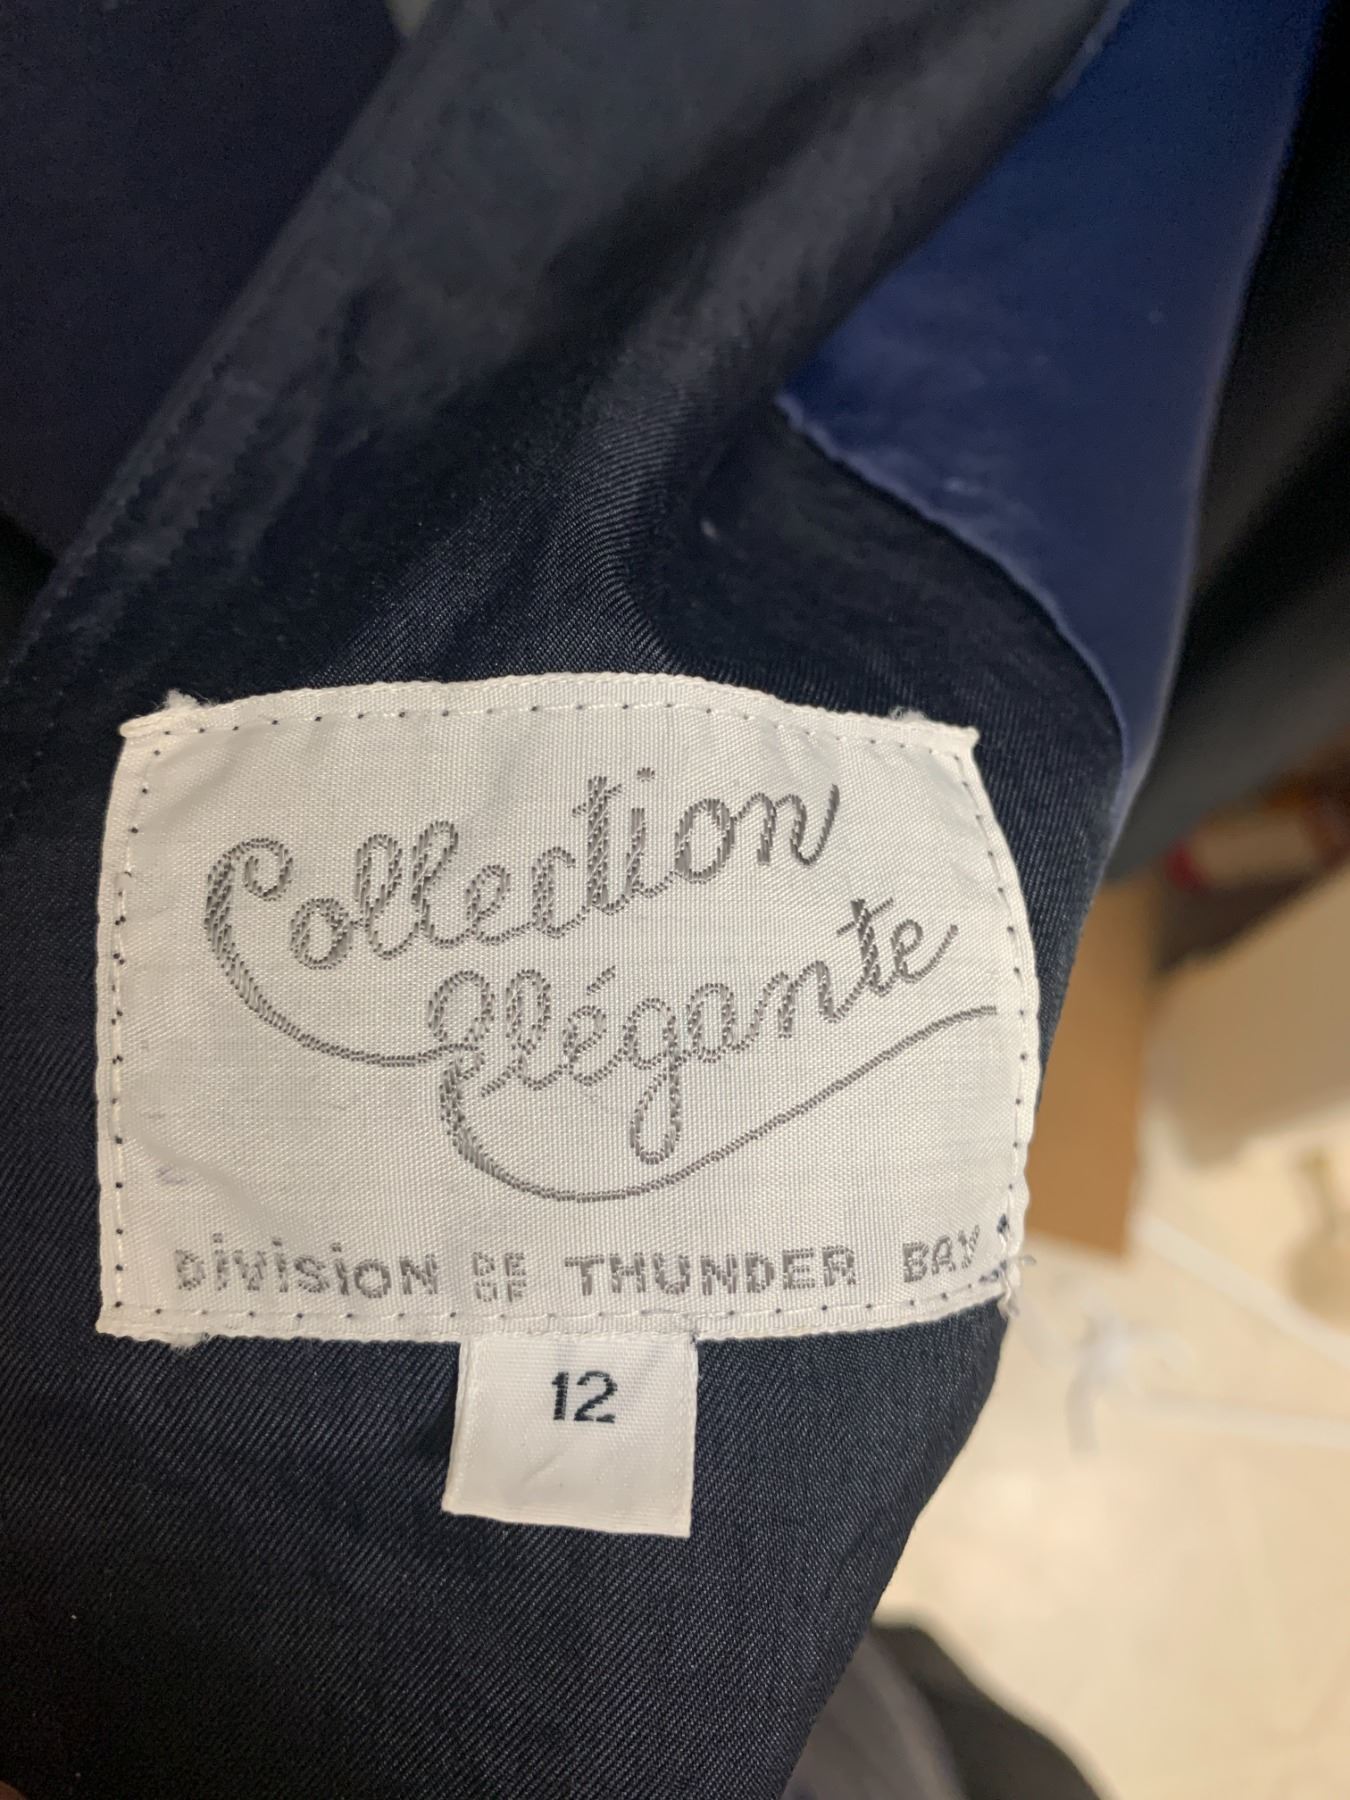 Collection
élégante
DiViSiON DE OF THUNDER BAY
12